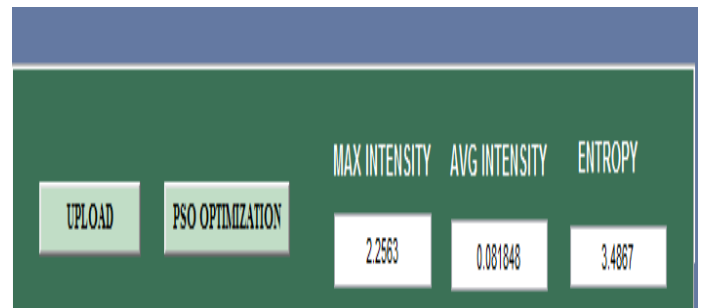 MAX INTENSITY AVG INTENSITY ENTROPY
UPLOAD PSO OPTIMIZATION
2.2563 0.081848 3.4867